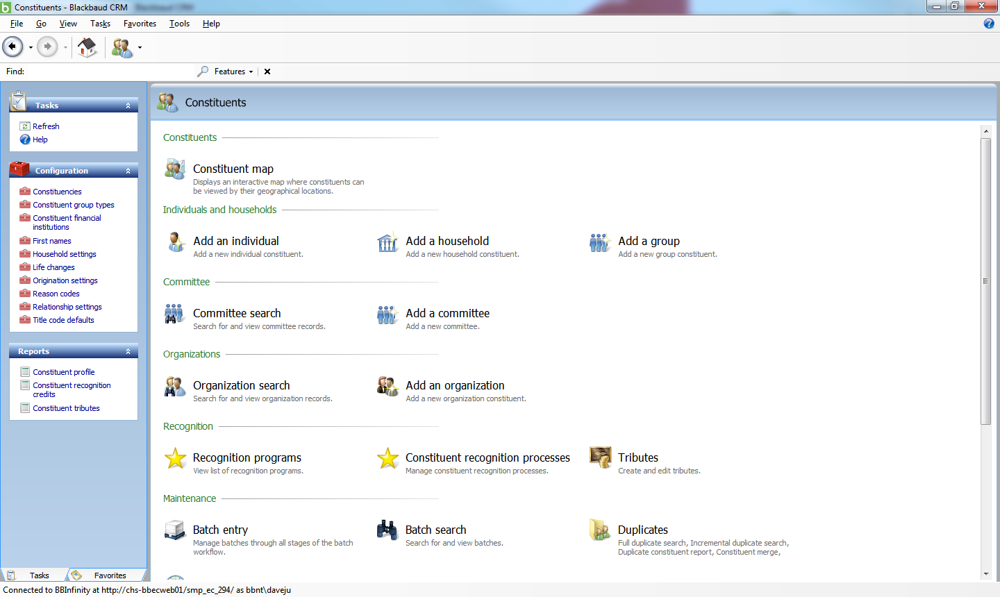 Constituents - Blackbaud CRM
File Go View Tasks Favorites Tools Help
Find: Features
Constituents
Tasks
Refresh
Help
Configuration
Constituencies
Constituent group types
Constituent financial
institutions
First names
Household settings
Life changes
Origination settings
Reason codes
Relationship settings
Title code defaults
Reports
Constituent profile
Constituent recognition
credits
Constituent tributes
Tasks Favorites
Constituents
Constituent map
Displays an interactive map where constituents can
be viewed by their geographical locations.
Individuals and households
Add an individual
Add a new individual constituent.
Add a household
Add a new household constituent.
Add a group
Add a new group constituent.
Committee
Committee search
Search for and view committee records.
Add a committee
Add a new committee.
Organizations
Organization search
Search for and view organization records.
Add an organization
Add a new organization constituent.
Recognition
Recognition programs
View list of recognition programs.
Constituent recognition processes
Manage constituent recognition processes.
Tributes
Create and edit tributes.
Maintenance
Batch entry
Manage batches through all stages of the batch
workflow.
Batch search
Search for and view batches.
Duplicates
Full duplicate search, Incremental duplicate search,
Duplicate constituent report, Constituent merge,
Connected to BBInfinity at http://chs-bbecweb01/smp_ec_294/ as bbnt\daveju